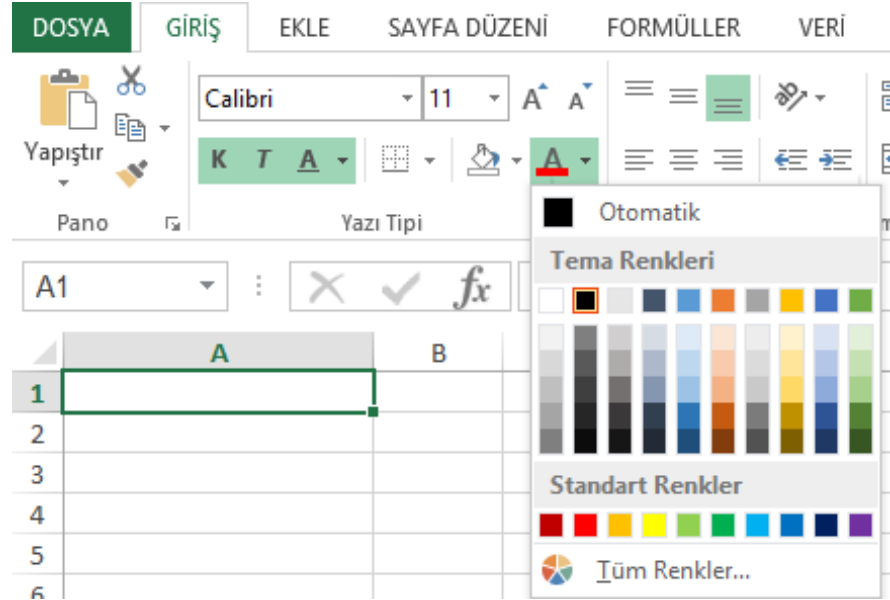 DOSYA GİRİŞ EKLE SAYFA DÜZENİ FORMÜLLER VERİ
Calibri 11 A A
Yapıştır K T A A
Pano Yazı Tipi
Otomatik
Tema Renkleri
A1 fx
A B
1
2
3
Standart Renkler
4
5
Tüm Renkler...
6